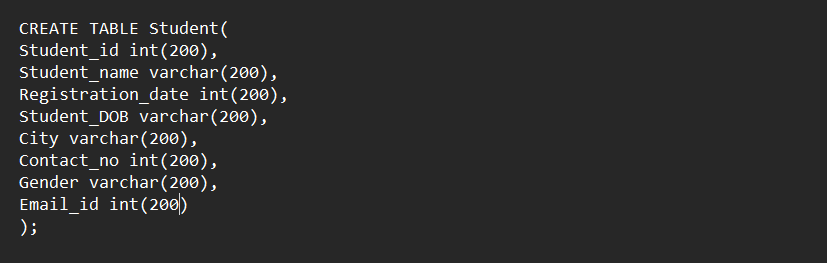 CREATE TABLE Student(
Student_id int(200),
Student_name varchar(200),
Registration_date int(200),
Student_DOB varchar(200),
City varchar(200),
Contact_no int(200),
Gender varchar(200),
Email_id int(200)
);